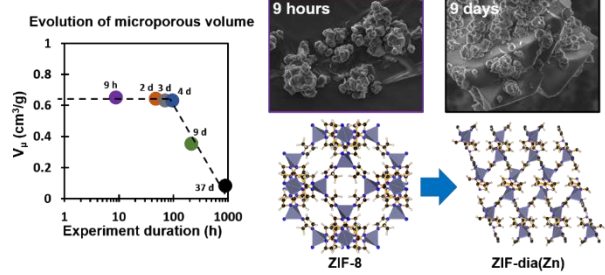 Evolution of microporous volume
1
0.8
0.6
0.4
0.2
0
Vμ (cm³/g)
9 h
2 d
3 d
4 d
9 d
37 d
1
10
100
1000
Experiment duration (h)
9 hours
9 days
ZIF-8
ZIF-dia(Zn)